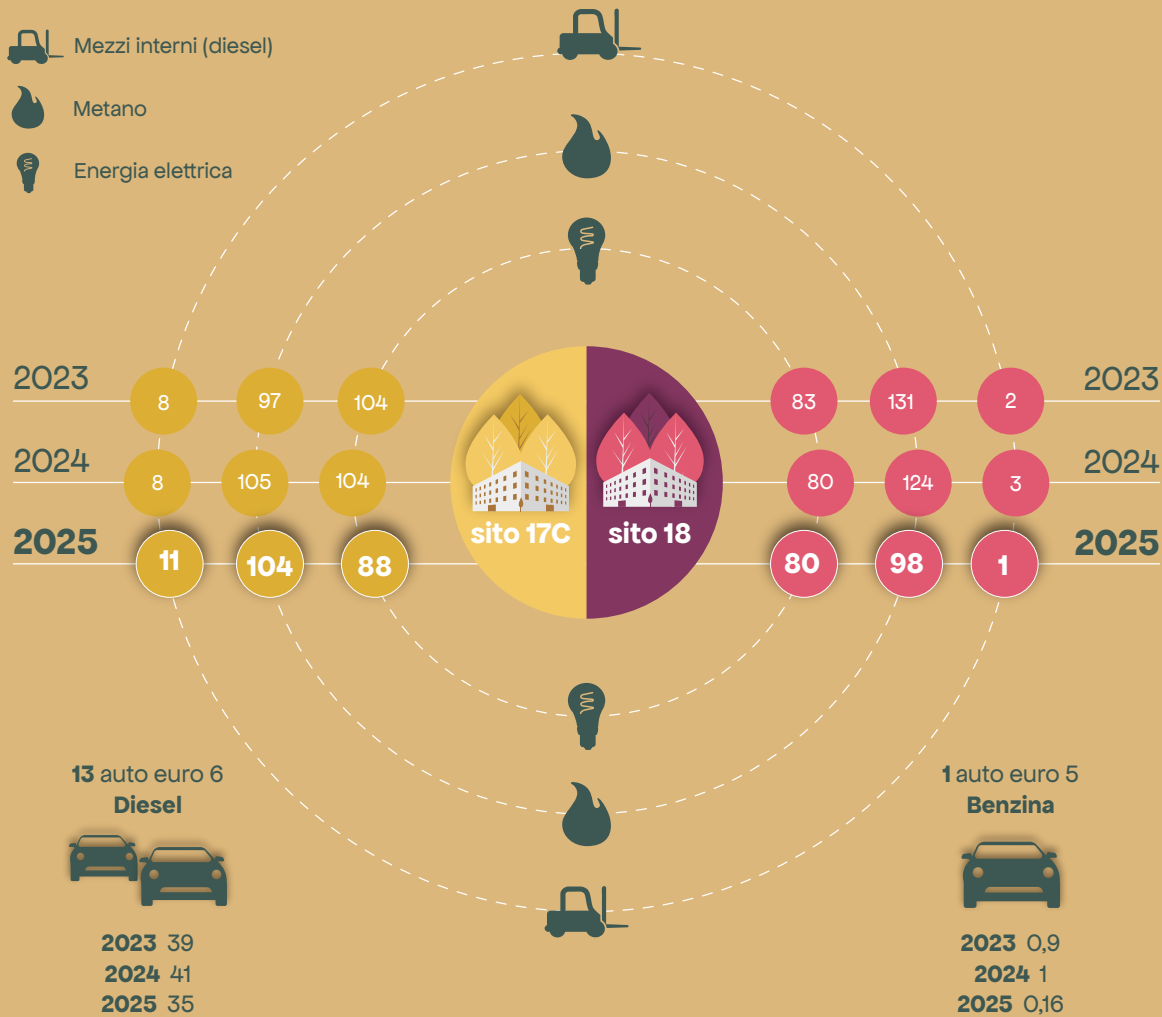 Mezzi interni (diesel)
Metano
Energia elettrica
2023 8 97 104 83 131 2 2023
2024 8 105 104 80 124 3 2024
2025 11 104 88 80 98 1 2025
sito 17C sito 18
13 auto euro 6
Diesel
2023 39
2024 41
2025 35
1 auto euro 5
Benzina
2023 0,9
2024 1
2025 0,16